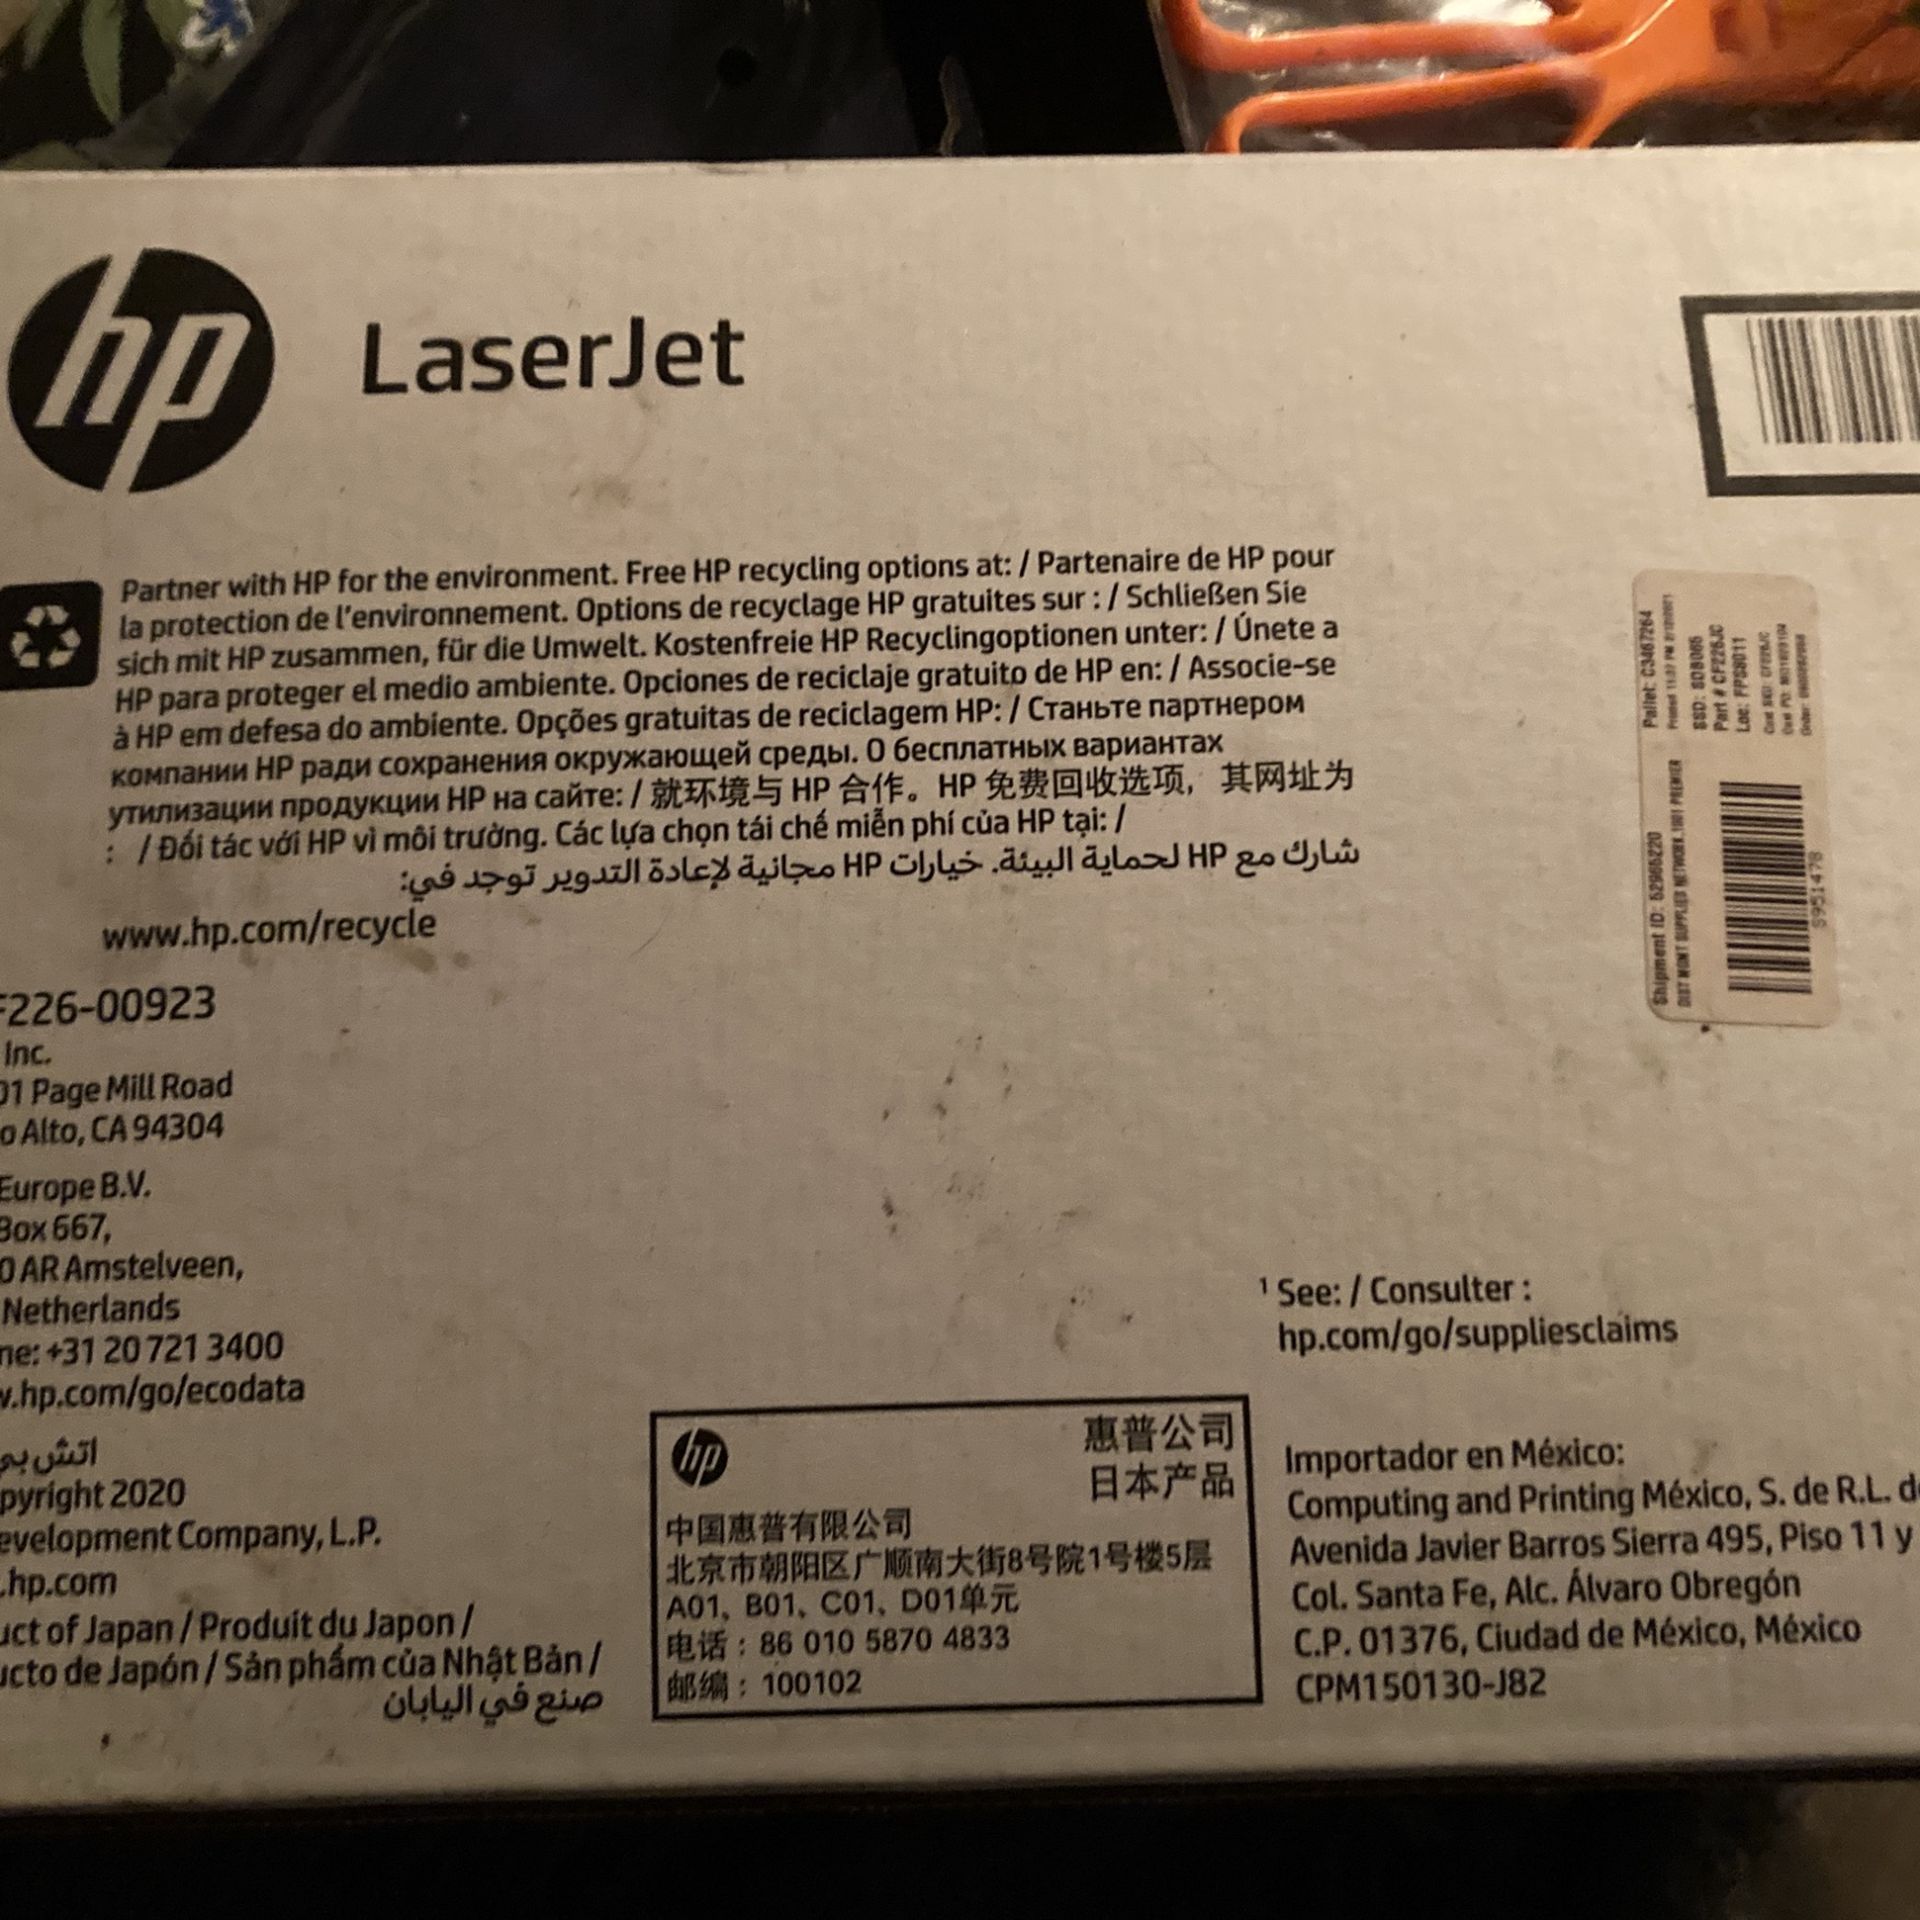 hp
LaserJet
Partner with HP for the environment. Free HP recycling options at: / Partenaire de HP pour
la protection de l'environnement. Options de recyclage HP gratuites sur : / Schließen Sie
sich mit HP zusammen, für die Umwelt. Kostenfreie HP Recyclingoptionen unter: / Únete a
HP para proteger el medio ambiente. Opciones de reciclaje gratuito de HP en: / Associe-se
à HP em defesa do ambiente. Opções gratuitas de reciclagem HP: / Станьте партнером
компании HP ради сохранения окружающей среды. О бесплатных вариантах
утилизации продукции HP на сайте: / 就环境与 HP 合作。HP 免费回收选项，其网址为
: / Đối tác với HP vì môi trường. Các lựa chọn tái chế miễn phí của HP tại: /
شارك مع HP لحماية البيئة. خيارات HP مجانية لإعادة التدوير توجد في:
www.hp.com/recycle
F226-00923
Inc.
01 Page Mill Road
o Alto, CA 94304
Europe B.V.
Box 667,
0 AR Amstelveen,
Netherlands
ne: +31 20 721 3400
w.hp.com/go/ecodata
اتش بي
pyright 2020
evelopment Company, L.P.
.hp.com
uct of Japan / Produit du Japon /
ucto de Japón / Sản phẩm của Nhật Bản /
صنع في اليابان
hp
惠普公司
日本产品
中国惠普有限公司
北京市朝阳区广顺南大街8号院1号楼5层
A01、B01、C01、D01单元
电话：86 010 5870 4833
邮编：100102
¹ See: / Consulter :
hp.com/go/suppliesclaims
Importador en México:
Computing and Printing México, S. de R.L. d
Avenida Javier Barros Sierra 495, Piso 11 y
Col. Santa Fe, Alc. Álvaro Obregón
C.P. 01376, Ciudad de México, México
CPM150130-J82
Pallet: C3467264
Part #
Loc:
Shipment ID:
S951478